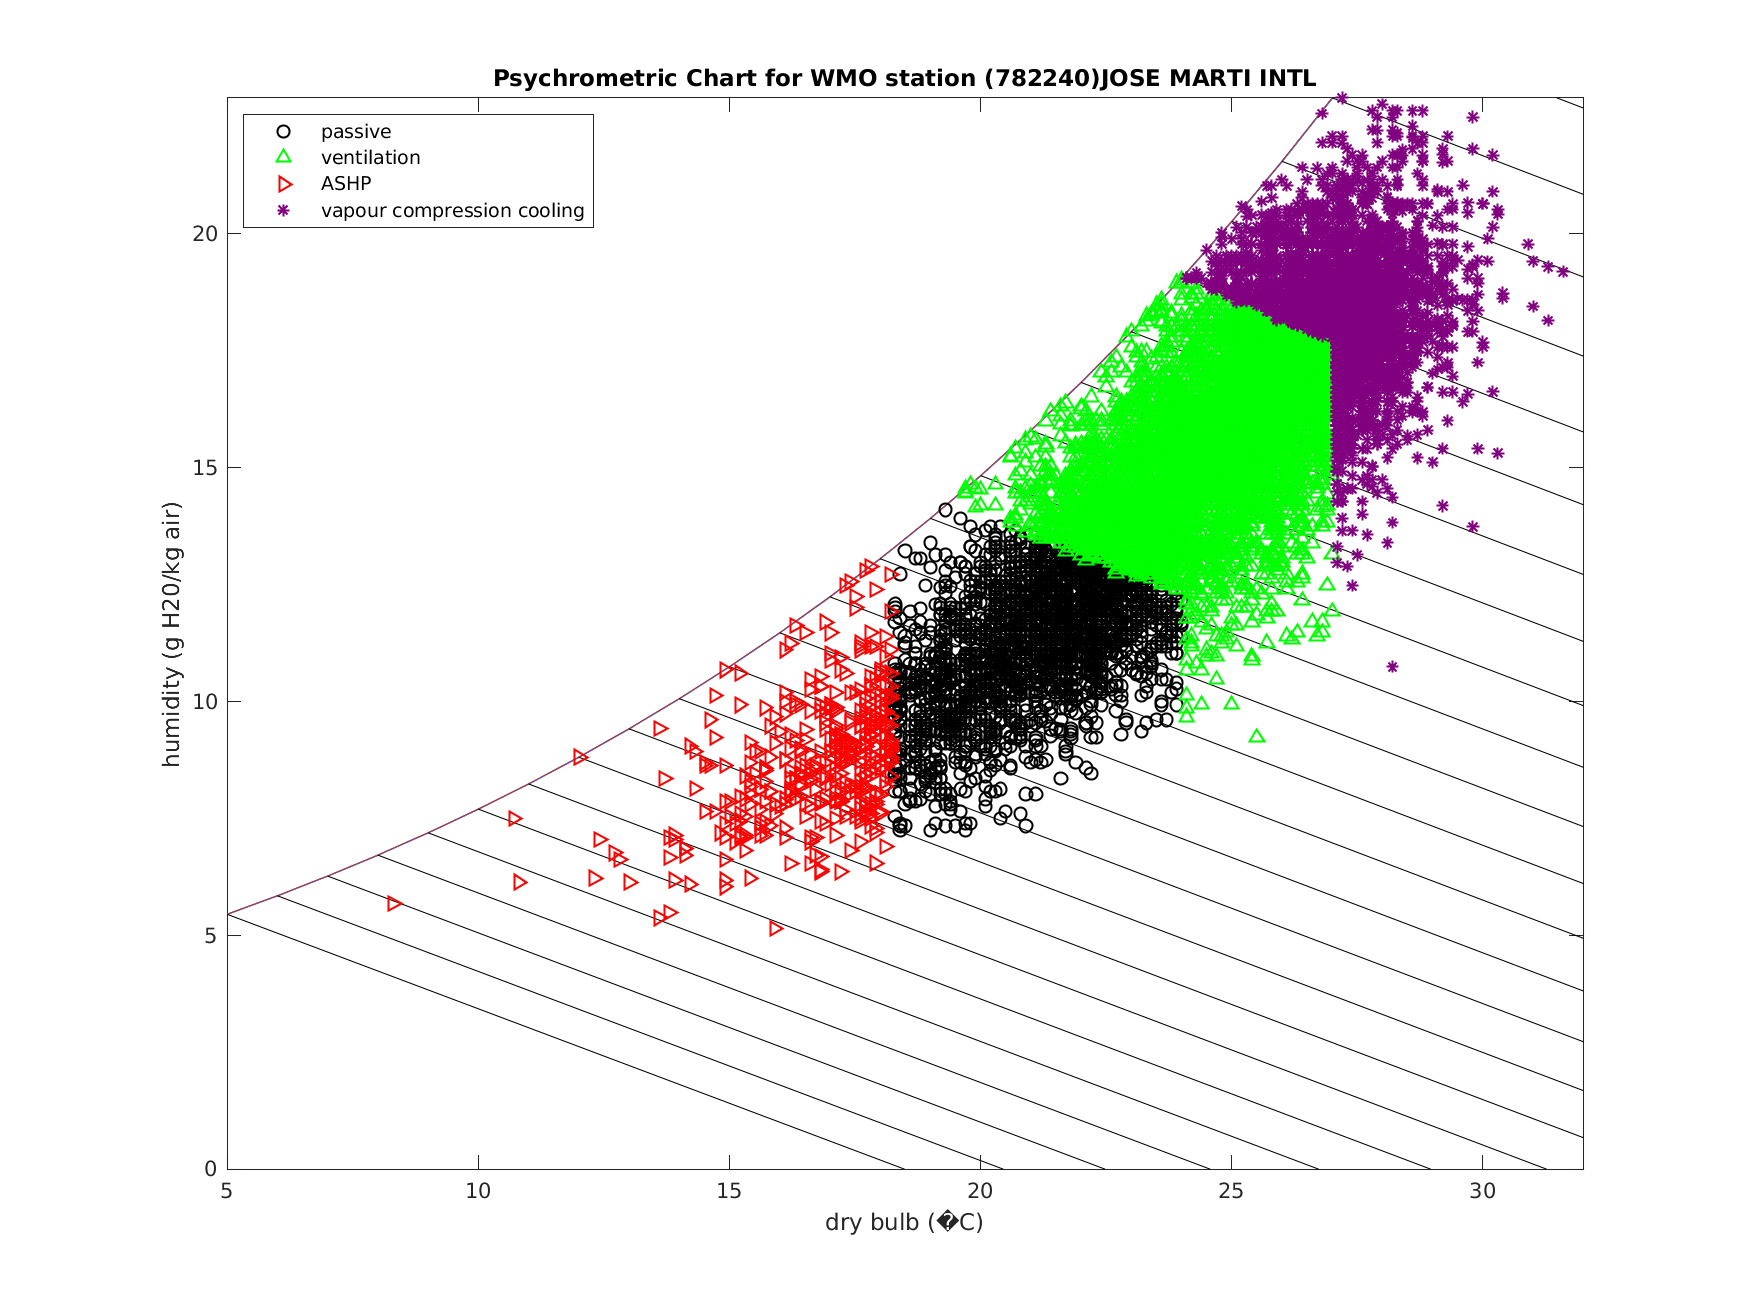 Psychrometric Chart for WMO station (782240)JOSE MARTI INTL
passive
ventilation
ASHP
vapour compression cooling
20
15
10
5
0
humidity (g H20/kg air)
5 10 15 20 25 30
dry bulb (�C)